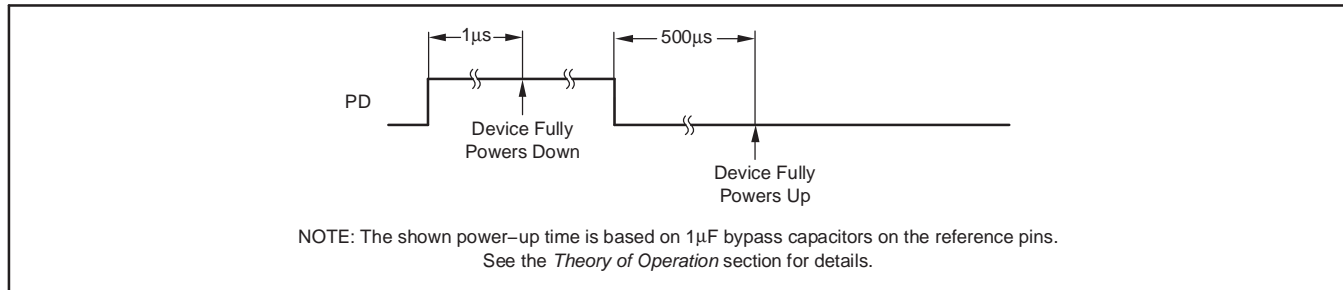 1μs
500μs
PD
Device Fully
Powers Down
Device Fully
Powers Up
NOTE: The shown power–up time is based on 1μF bypass capacitors on the reference pins.
See the Theory of Operation section for details.